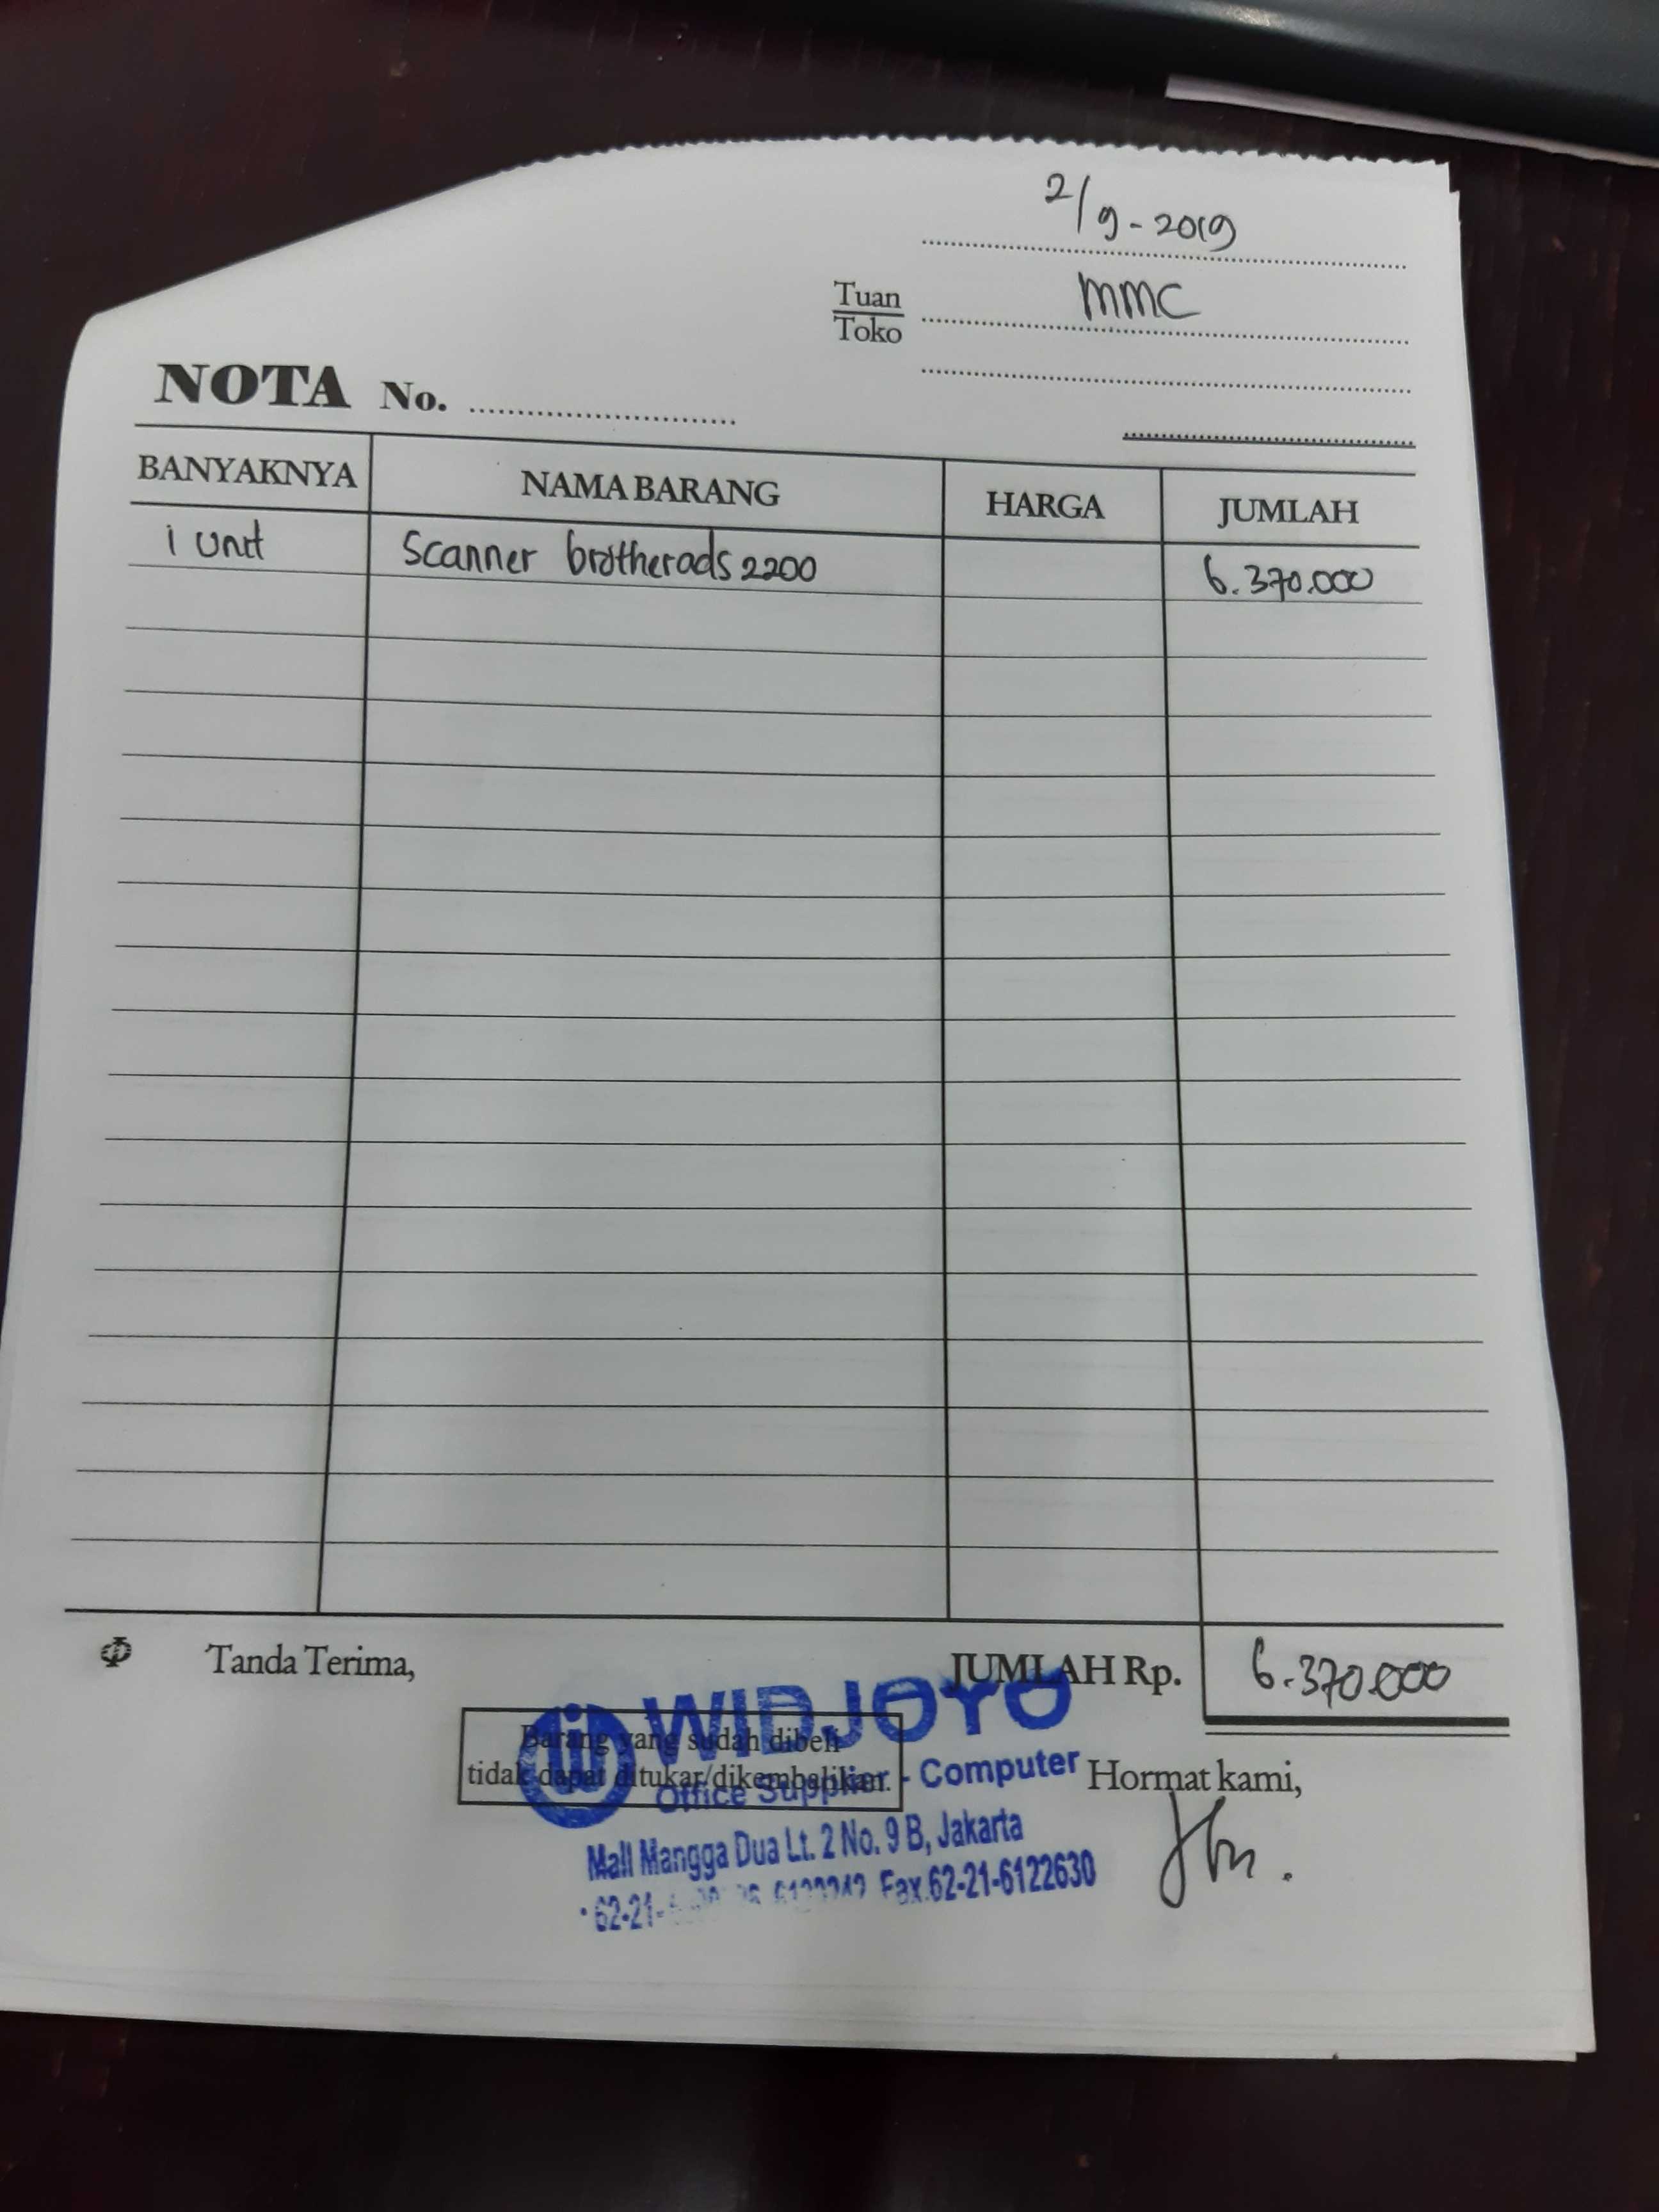 2/9-2019
Tuan
Toko
mmc
NOTA No.
BANYAKNYA NAMA BARANG HARGA JUMLAH
1 Unit Scanner brotherads 2200 6.370.000
Tanda Terima, JUMLAH Rp. 6.370.000
WIDJOYO
Barang yang sudah dibeli
tidak dapat ditukar/dikembalikan.
Office Supplier - Computer
Hormat kami,
Mall Mangga Dua Lt. 2 No. 9 B, Jakarta
62-21- Fax.62-21-6122630